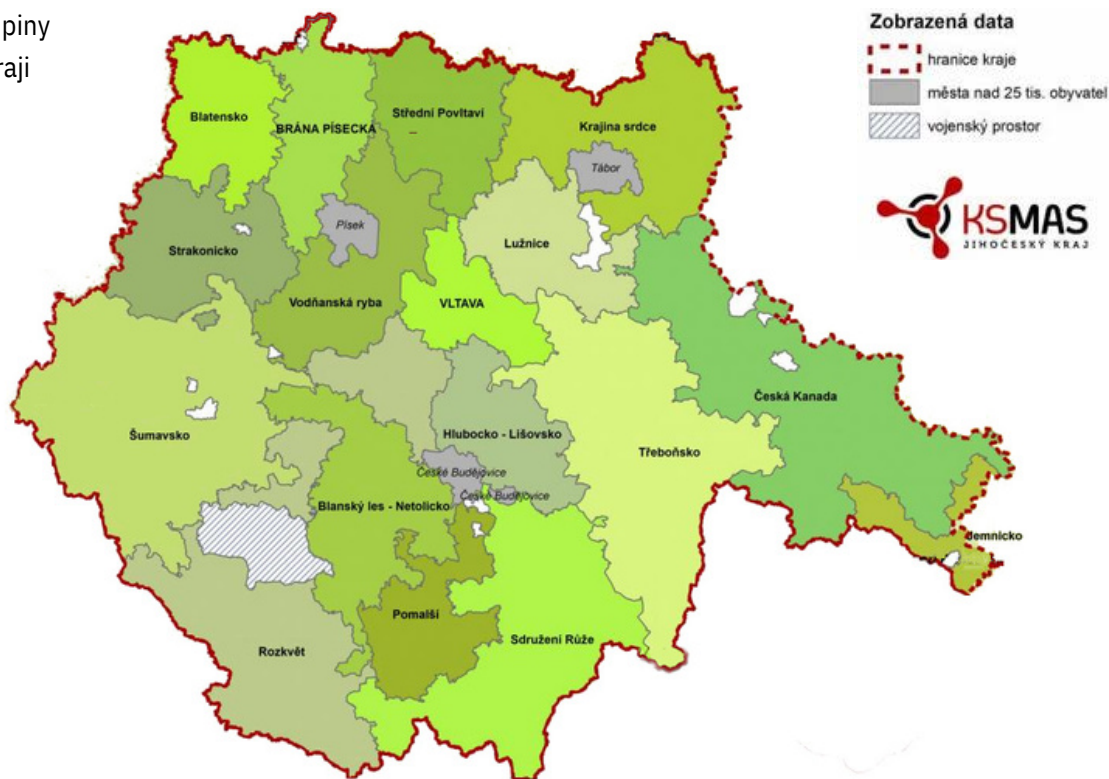 piny
raji
Zobrazená data
hranice kraje
města nad 25 tis. obyvatel
vojenský prostor
KSMAS
JIHOČESKÝ KRAJ
Blatensko
BRÁNA PÍSECKÁ
Střední Povltaví
Krajina srdce
Tábor
Písek
Strakonicko
Lužnice
Vodňanská ryba
VLTAVA
Česká Kanada
Šumavsko
Hlubocko - Lišovsko
Třeboňsko
České Budějovice
České Budějovice
Blanský les - Netolicko
Jemnicko
Pomalší
Sdružení Růže
Rozkvět